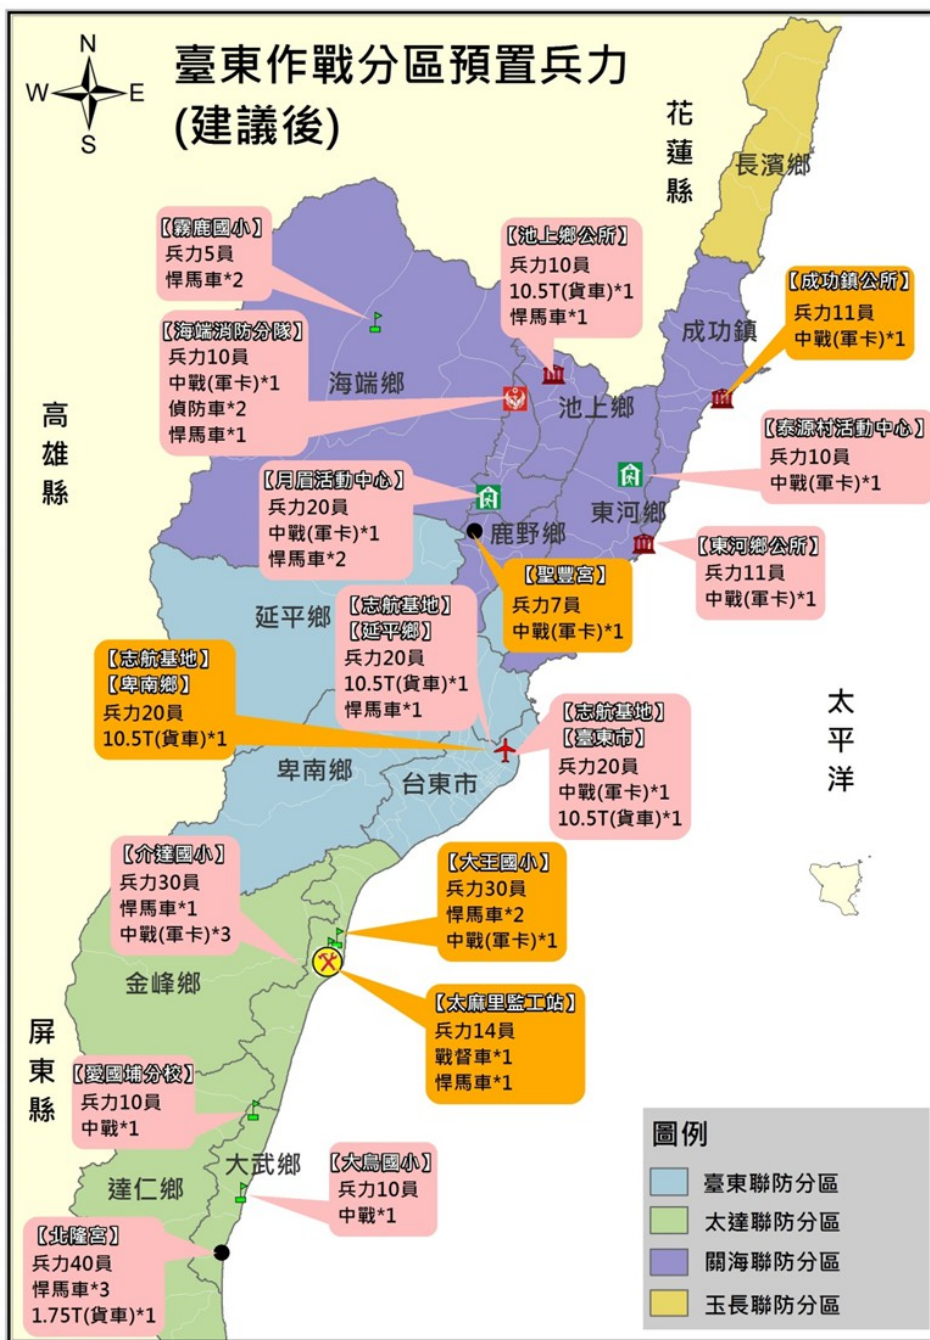 臺東作戰分區預置兵力
(建議後)
N
W
E
S
花蓮縣
長濱鄉
【霧鹿國小】
兵力5員
悍馬車*2
【池上鄉公所】
兵力10員
10.5T(貨車)*1
悍馬車*1
【成功鎮公所】
兵力11員
中戰(軍卡)*1
成功鎮
【海端消防分隊】
兵力10員
中戰(軍卡)*1
偵防車*2
悍馬車*1
海端鄉
池上鄉
高雄縣
【泰源村活動中心】
兵力10員
中戰(軍卡)*1
【月眉活動中心】
兵力20員
中戰(軍卡)*1
悍馬車*2
東河鄉
鹿野鄉
【東河鄉公所】
兵力11員
中戰(軍卡)*1
【聖豐宮】
兵力7員
中戰(軍卡)*1
延平鄉
【志航基地】
【延平鄉】
兵力20員
10.5T(貨車)*1
悍馬車*1
【志航基地】
【卑南鄉】
兵力20員
10.5T(貨車)*1
【志航基地】
【臺東市】
兵力20員
中戰(軍卡)*1
10.5T(貨車)*1
太平洋
卑南鄉
台東市
【介達國小】
兵力30員
悍馬車*1
中戰(軍卡)*3
【大王國小】
兵力30員
悍馬車*2
中戰(軍卡)*1
金峰鄉
【太麻里監工站】
兵力14員
戰督車*1
悍馬車*1
屏東縣
【愛國埔分校】
兵力10員
中戰*1
大武鄉
【大鳥國小】
兵力10員
中戰*1
達仁鄉
【北隆宮】
兵力40員
悍馬車*3
1.75T(貨車)*1
圖例
臺東聯防分區
太達聯防分區
關海聯防分區
玉長聯防分區